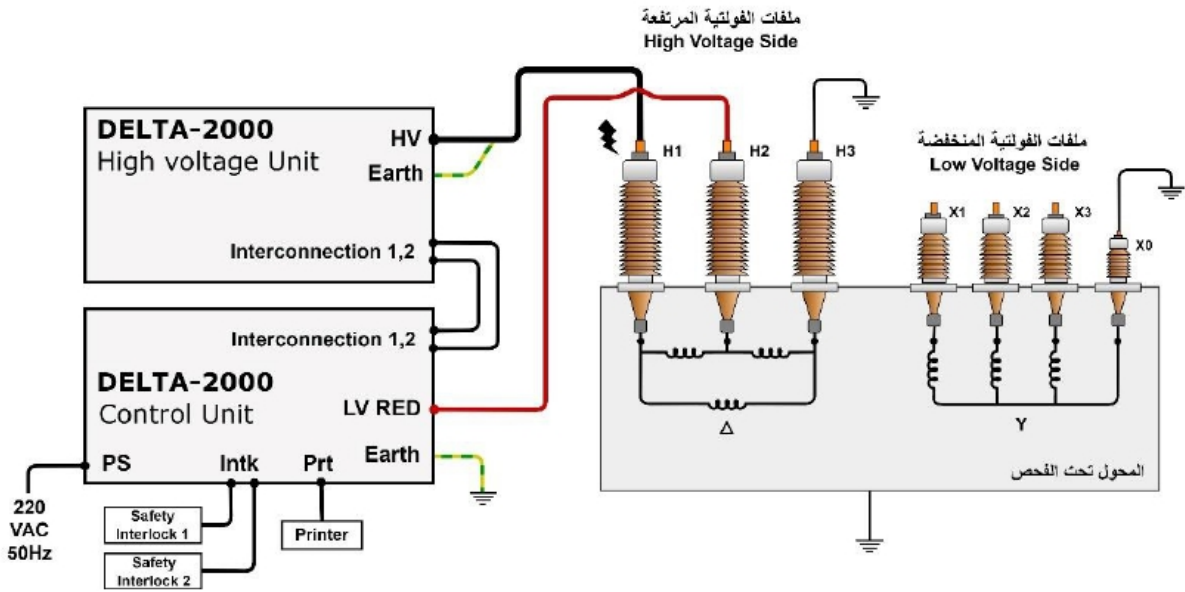 ملفات الفولتية المرتفعة
High Voltage Side
DELTA-2000
High voltage Unit
HV
Earth
Interconnection 1,2
H1
H2
H3
ملفات الفولتية المنخفضة
Low Voltage Side
X1
X2
X3
X0
Interconnection 1,2
DELTA-2000
Control Unit
LV RED
Earth
PS
Intk
Prt
220
VAC
50Hz
Safety
Interlock 1
Safety
Interlock 2
Printer
Δ
Y
المحول تحت الفحص